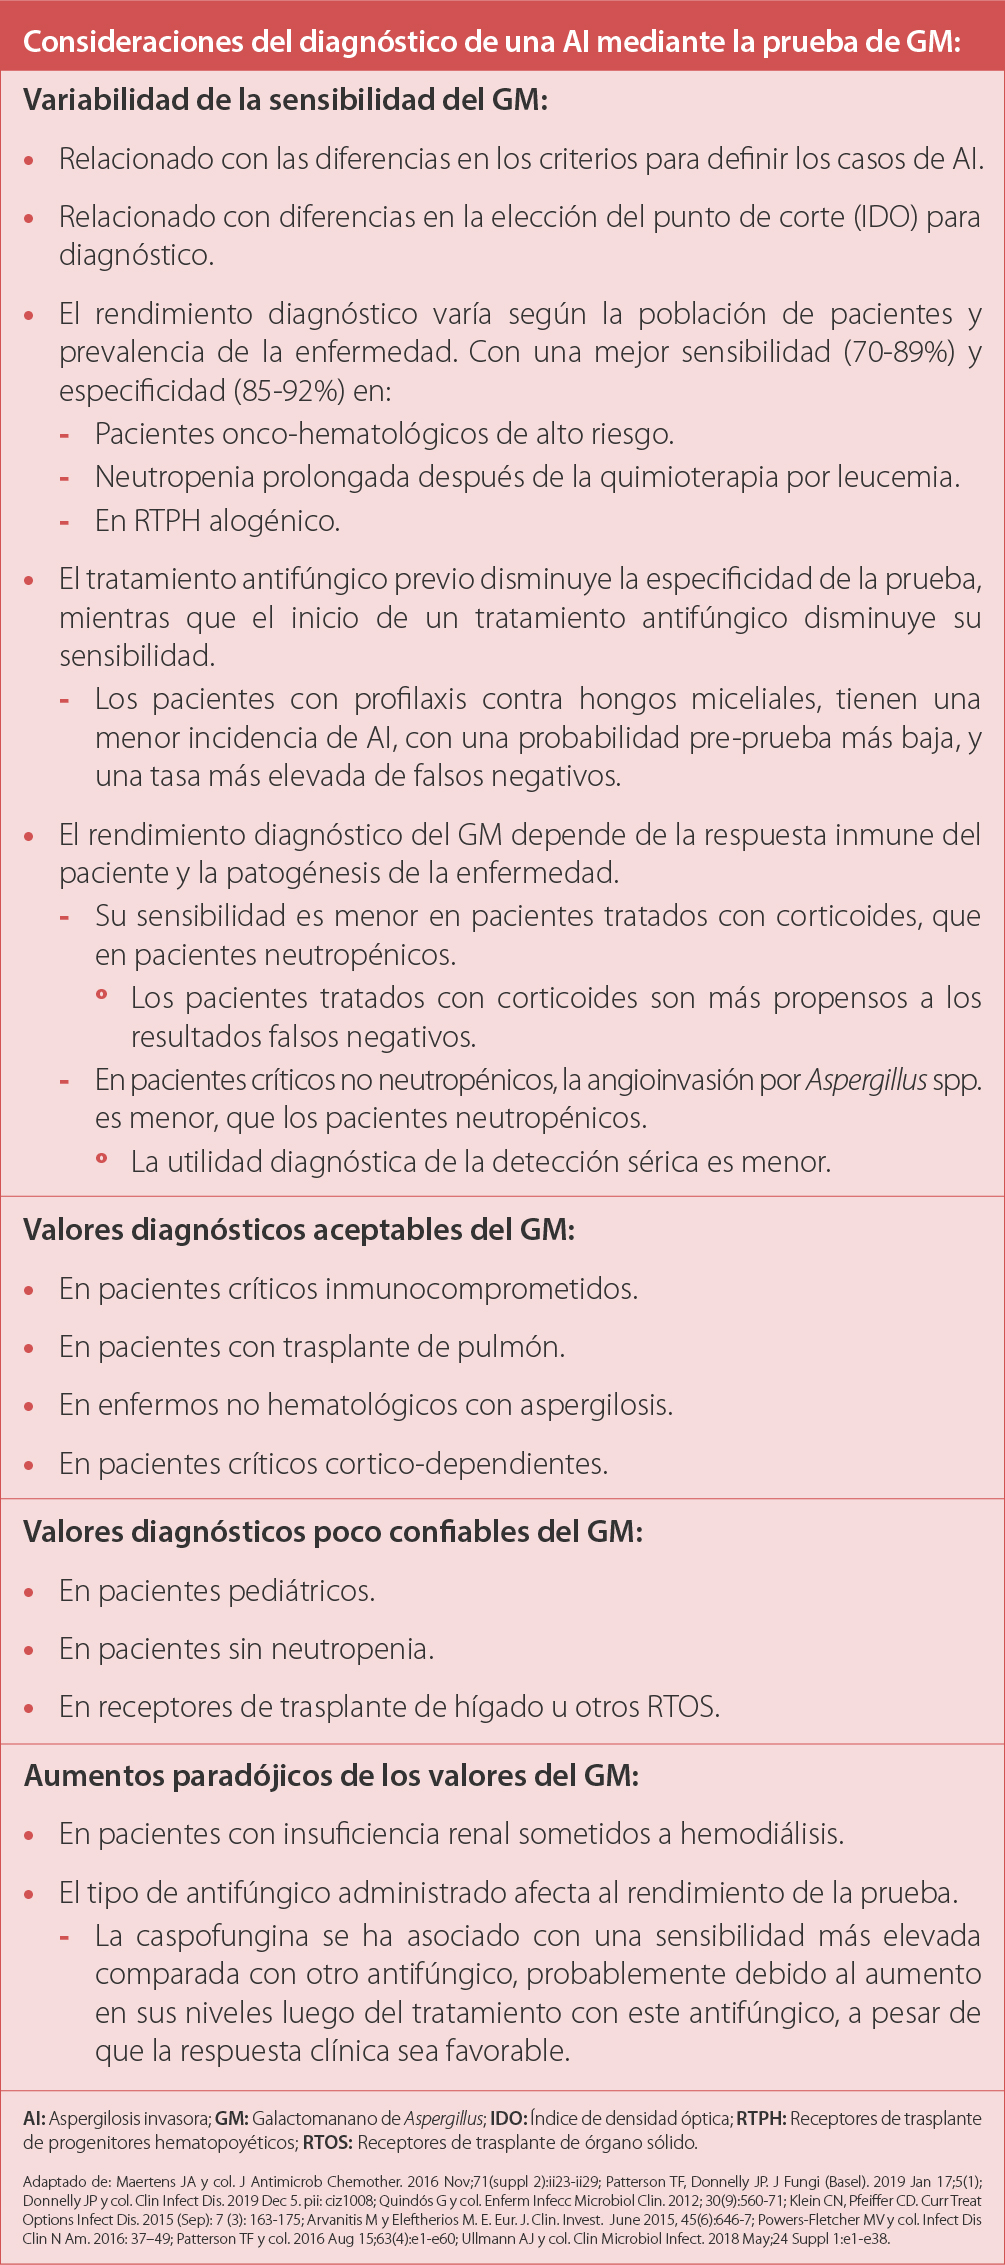 Consideraciones del diagnóstico de una AI mediante la prueba de GM:
Variabilidad de la sensibilidad del GM:
• Relacionado con las diferencias en los criterios para definir los casos de AI.
• Relacionado con diferencias en la elección del punto de corte (IDO) para
diagnóstico.
• El rendimiento diagnóstico varía según la población de pacientes y
prevalencia de la enfermedad. Con una mejor sensibilidad (70-89%) y
especificidad (85-92%) en:
- Pacientes onco-hematológicos de alto riesgo.
- Neutropenia prolongada después de la quimioterapia por leucemia.
- En RTPH alogénico.
• El tratamiento antifúngico previo disminuye la especificidad de la prueba,
mientras que el inicio de un tratamiento antifúngico disminuye su
sensibilidad.
- Los pacientes con profilaxis contra hongos miceliales, tienen una
menor incidencia de AI, con una probabilidad pre-prueba más baja, y
una tasa más elevada de falsos negativos.
• El rendimiento diagnóstico del GM depende de la respuesta inmune del
paciente y la patogénesis de la enfermedad.
- Su sensibilidad es menor en pacientes tratados con corticoides, que
en pacientes neutropénicos.
° Los pacientes tratados con corticoides son más propensos a los
resultados falsos negativos.
- En pacientes críticos no neutropénicos, la angioinvasión por Aspergillus spp.
es menor, que los pacientes neutropénicos.
° La utilidad diagnóstica de la detección sérica es menor.
Valores diagnósticos aceptables del GM:
• En pacientes críticos inmunocomprometidos.
• En pacientes con trasplante de pulmón.
• En enfermos no hematológicos con aspergilosis.
• En pacientes críticos cortico-dependientes.
Valores diagnósticos poco confiables del GM:
• En pacientes pediátricos.
• En pacientes sin neutropenia.
• En receptores de trasplante de hígado u otros RTOS.
Aumentos paradójicos de los valores del GM:
• En pacientes con insuficiencia renal sometidos a hemodiálisis.
• El tipo de antifúngico administrado afecta al rendimiento de la prueba.
- La caspofungina se ha asociado con una sensibilidad más elevada
comparada con otro antifúngico, probablemente debido al aumento
en sus niveles luego del tratamiento con este antifúngico, a pesar de
que la respuesta clínica sea favorable.
AI: Aspergilosis invasora; GM: Galactomanano de Aspergillus; IDO: Índice de densidad óptica; RTPH: Receptores de trasplante
de progenitores hematopoyéticos; RTOS: Receptores de trasplante de órgano sólido.
Adaptado de: Maertens JA y col. J Antimicrob Chemother. 2016 Nov;71(suppl 2):ii23-ii29; Patterson TF, Donnelly JP. J Fungi (Basel). 2019 Jan 17;5(1);
Donnelly JP y col. Clin Infect Dis. 2019 Dec 5. pii: ciz1008; Quindós G y col. Enferm Infecc Microbiol Clin. 2012; 30(9):560-71; Klein CN, Pfeiffer CD. Curr Treat
Options Infect Dis. 2015 (Sep): 7 (3): 163-175; Arvanitis M y Eleftherios M. E. Eur. J. Clin. Invest. June 2015, 45(6):646-7; Powers-Fletcher MV y col. Infect Dis
Clin N Am. 2016: 37–49; Patterson TF y col. 2016 Aug 15;63(4):e1-e60; Ullmann AJ y col. Clin Microbiol Infect. 2018 May;24 Suppl 1:e1-e38.